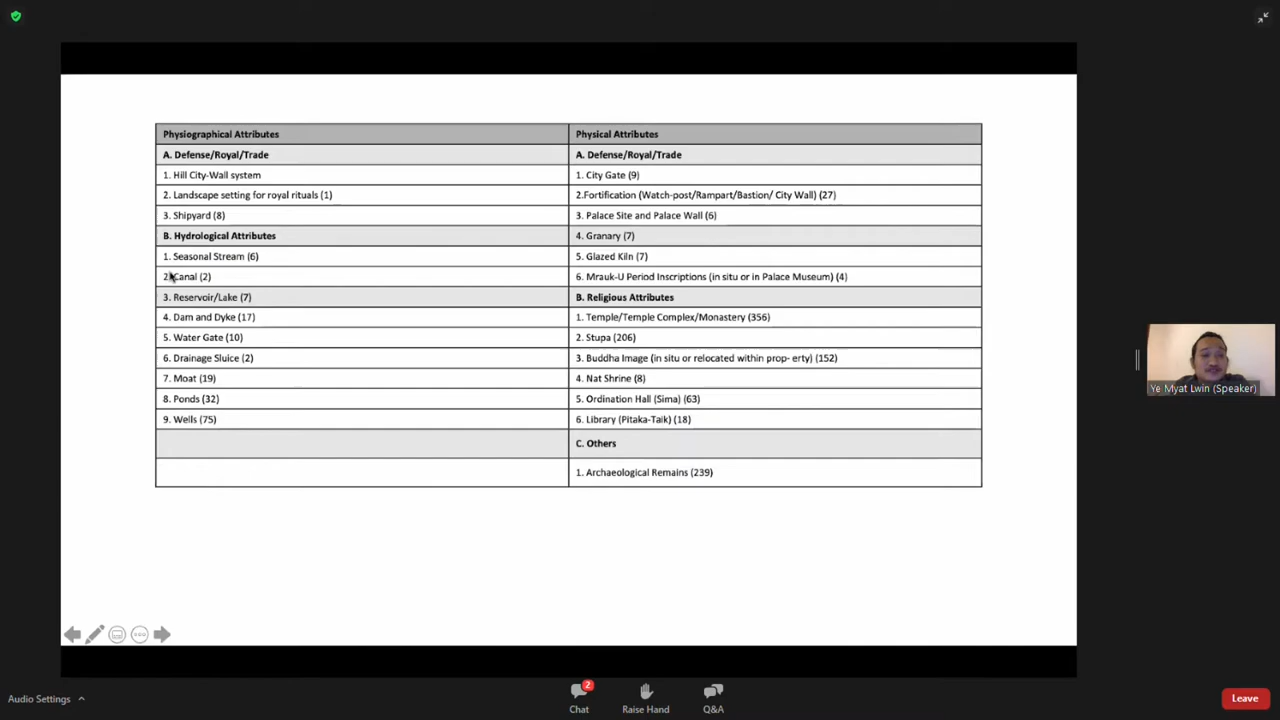 Physiographical Attributes
Physical Attributes
A. Defense/Royal/Trade
A. Defense/Royal/Trade
1. Hill City-Wall system
1. City Gate (9)
2. Landscape setting for royal rituals (1)
2.Fortification (Watch-post/Rampart/Bastion/ City Wall) (27)
3. Shipyard (8)
3. Palace Site and Palace Wall (6)
B. Hydrological Attributes
4. Granary (7)
1. Seasonal Stream (6)
5. Glazed Kiln (7)
2. Canal (2)
6. Mrauk-U Period Inscriptions (in situ or in Palace Museum) (4)
3. Reservoir/Lake (7)
B. Religious Attributes
4. Dam and Dyke (17)
1. Temple/Temple Complex/Monastery (356)
5. Water Gate (10)
2. Stupa (206)
6. Drainage Sluice (2)
3. Buddha Image (in situ or relocated within prop- erty) (152)
7. Moat (19)
4. Nat Shrine (8)
8. Ponds (32)
5. Ordination Hall (Sima) (63)
9. Wells (75)
6. Library (Pitaka-Taik) (18)
C. Others
1. Archaeological Remains (239)
Ye Myat Lwin (Speaker)
Audio Settings
2
Chat
Raise Hand
Q&A
Leave